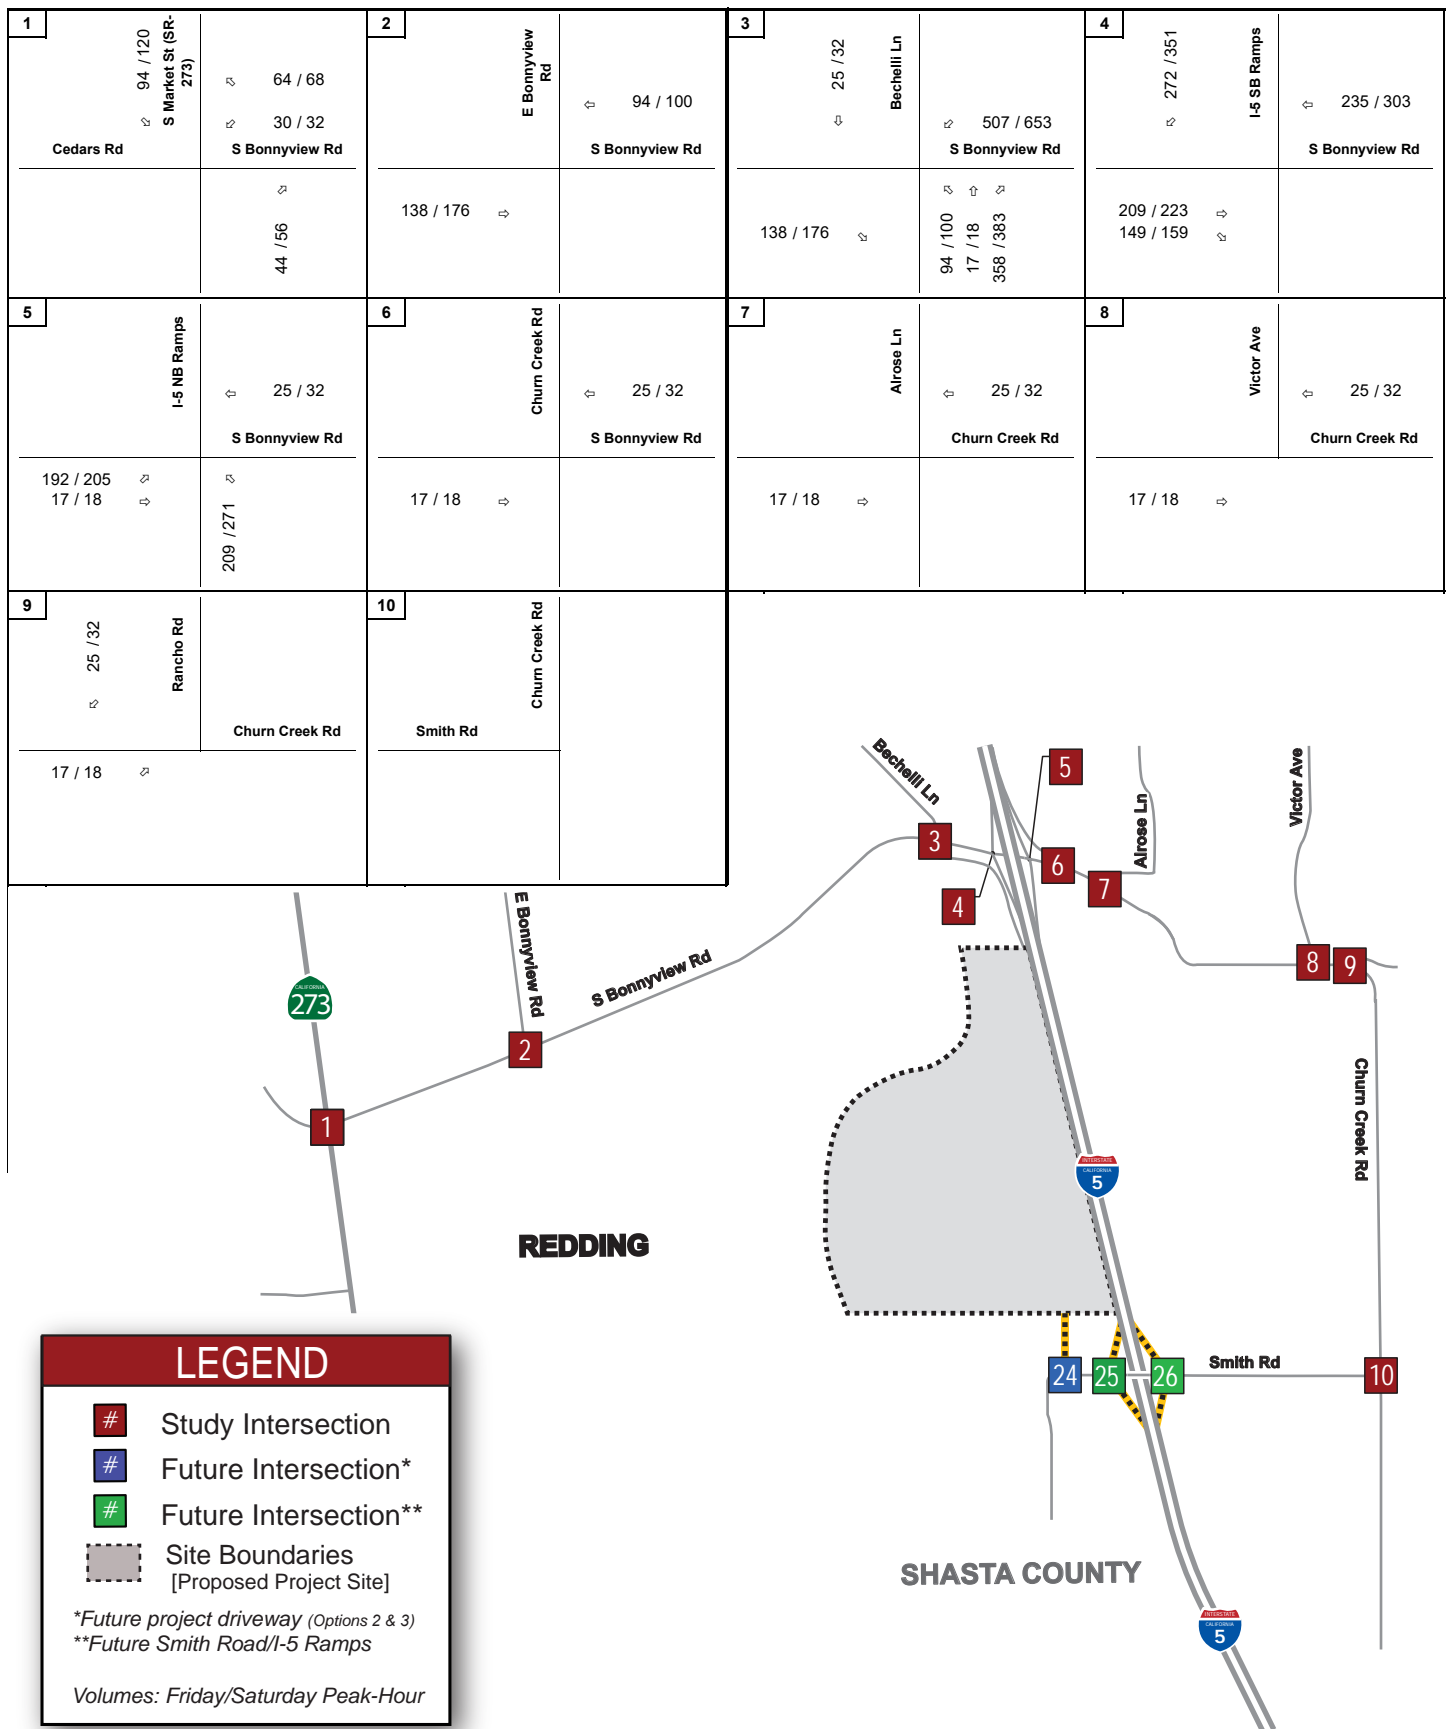 1
94 / 120
S Market St (SR-
273)
64 / 68
30 / 32
Cedars Rd
S Bonnyview Rd
44 / 56
2
E Bonnyview
Rd
94 / 100
S Bonnyview Rd
138 / 176
3
25 / 32
Bechelli Ln
507 / 653
S Bonnyview Rd
138 / 176
94 / 100
17 / 18
358 / 383
4
272 / 351
I-5 SB Ramps
235 / 303
S Bonnyview Rd
209 / 223
149 / 159
5
I-5 NB Ramps
25 / 32
S Bonnyview Rd
192 / 205
17 / 18
209 / 271
6
Churn Creek Rd
25 / 32
S Bonnyview Rd
17 / 18
7
Alrose Ln
25 / 32
Churn Creek Rd
17 / 18
8
Victor Ave
25 / 32
Churn Creek Rd
17 / 18
9
25 / 32
Rancho Rd
Churn Creek Rd
17 / 18
10
Churn Creek Rd
Smith Rd
Bechelli Ln
5
Alrose Ln
Victor Ave
3
6
7
4
E Bonnyview Rd
S Bonnyview Rd
8
9
CALIFORNIA
273
2
1
Churn Creek Rd
INTERSTATE
CALIFORNIA
5
REDDING
24
25
26
Smith Rd
10
SHASTA COUNTY
INTERSTATE
CALIFORNIA
5
LEGEND
# Study Intersection
# Future Intersection*
# Future Intersection**
Site Boundaries
[Proposed Project Site]
*Future project driveway (Options 2 & 3)
**Future Smith Road/I-5 Ramps
Volumes: Friday/Saturday Peak-Hour